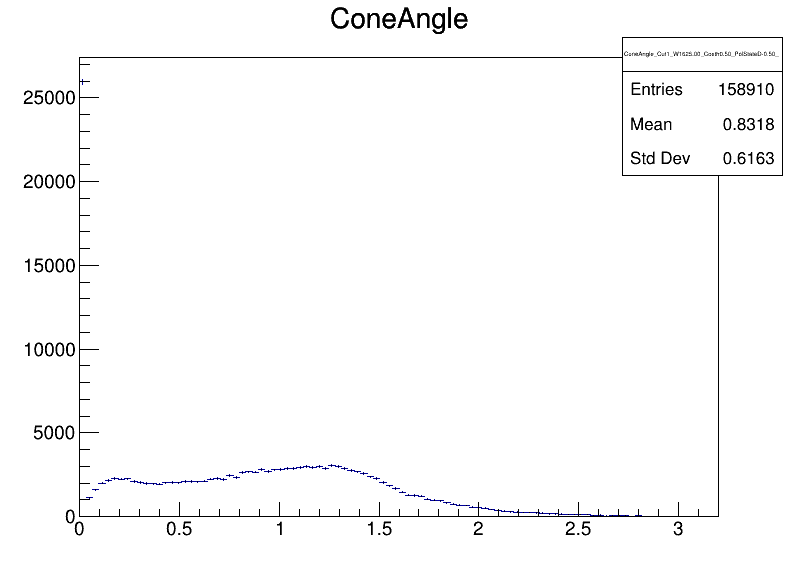 ConeAngle
ConeAngle_Cut1_W1625.00_Costh0.50_PolStateD-0.50_
Entries 158910
Mean 0.8318
Std Dev 0.6163
25000
20000
15000
10000
5000
0
0 0.5 1 1.5 2 2.5 3